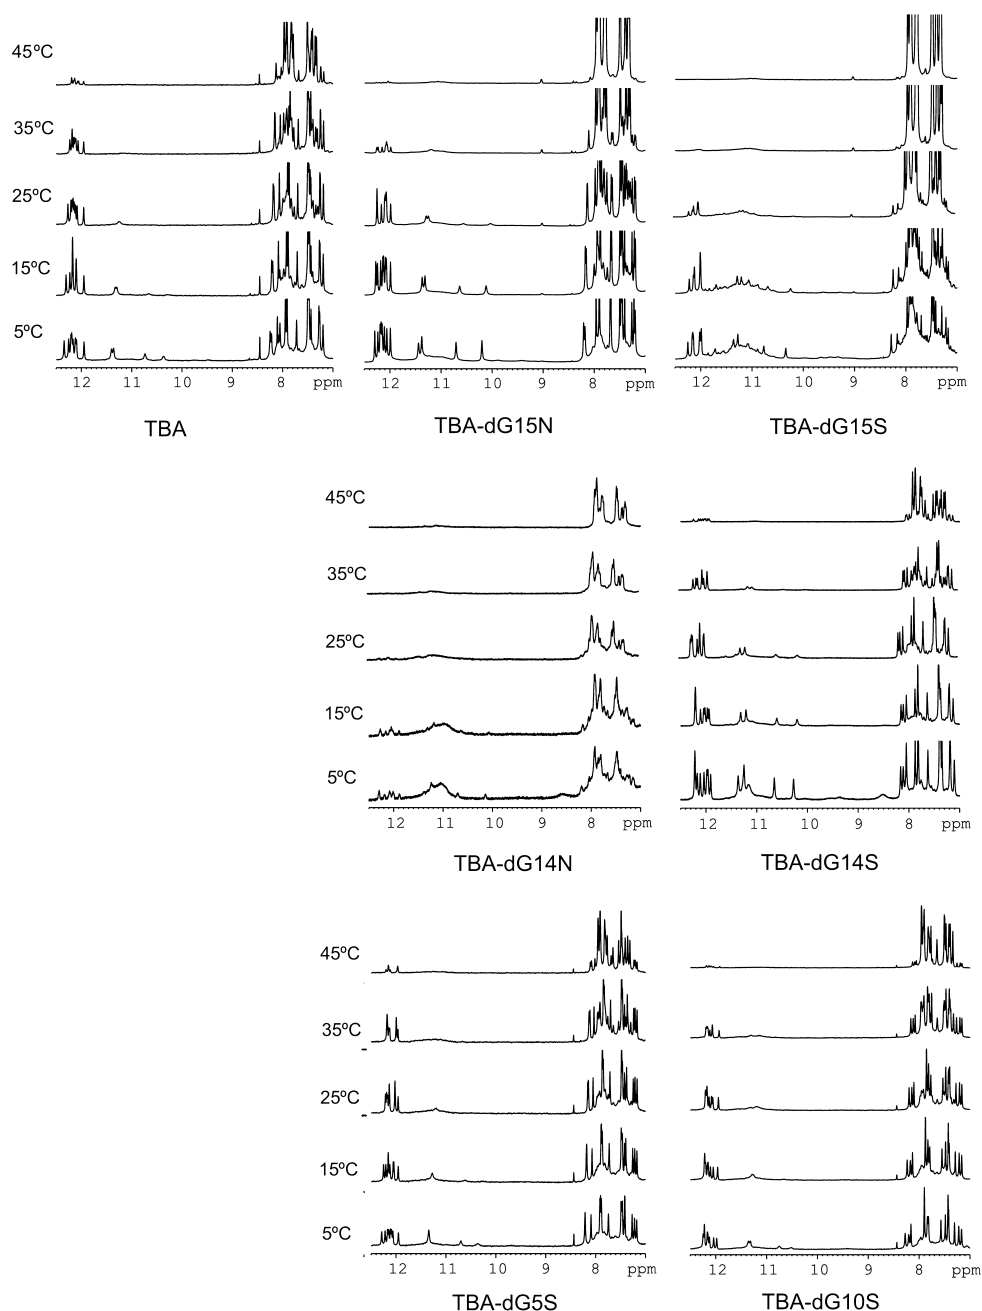 45ºC
35ºC
25ºC
15ºC
5ºC
12 11 10 9 8 ppm
12 11 10 9 8 ppm
12 11 10 9 8 ppm
TBA
TBA-dG15N
TBA-dG15S
45ºC
35ºC
25ºC
15ºC
5ºC
12 11 10 9 8 ppm
12 11 10 9 8 ppm
TBA-dG14N
TBA-dG14S
45ºC
35ºC
25ºC
15ºC
5ºC
12 11 10 9 8 ppm
12 11 10 9 8 ppm
TBA-dG5S
TBA-dG10S